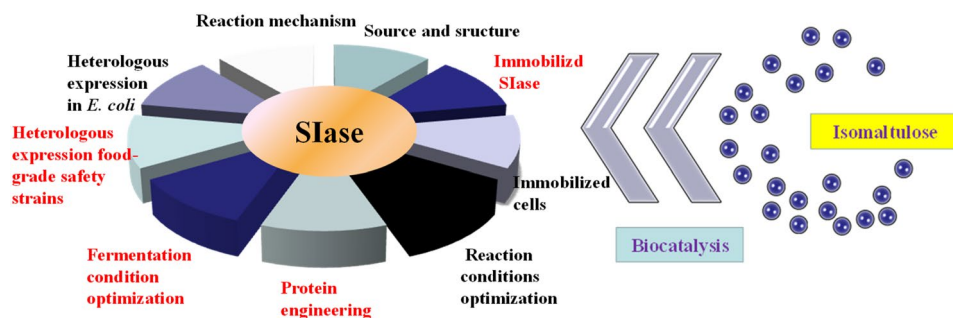 Reaction mechanism
Source and sructure
Heterologous
expression
in E. coli
Immobilizd
SIase
SIase
Isomaltulose
Heterologous
expression food-
grade safety
strains
Immobilized
cells
Biocatalysis
Fermentation
condition
optimization
Protein
engineering
Reaction
conditions
optimization